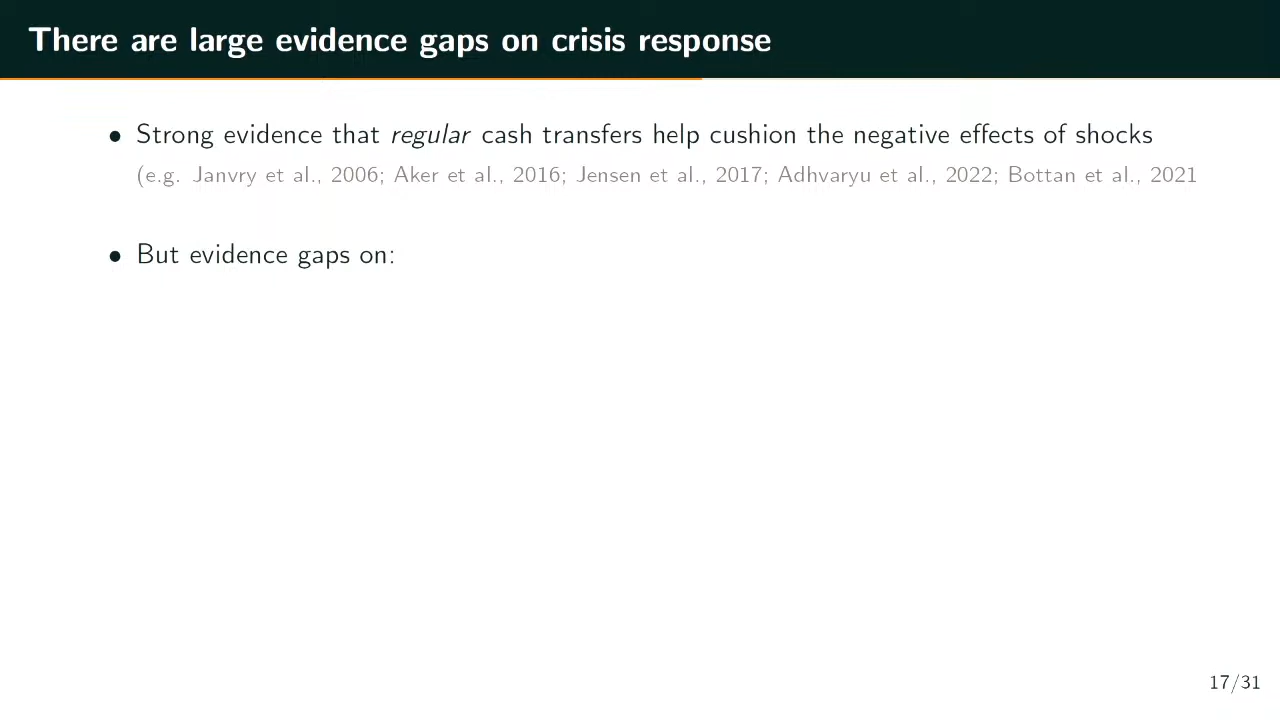 There are large evidence gaps on crisis response
• Strong evidence that regular cash transfers help cushion the negative effects of shocks
(e.g. Janvry et al., 2006; Aker et al., 2016; Jensen et al., 2017; Adhvaryu et al., 2022; Bottan et al., 2021
• But evidence gaps on:
17/31